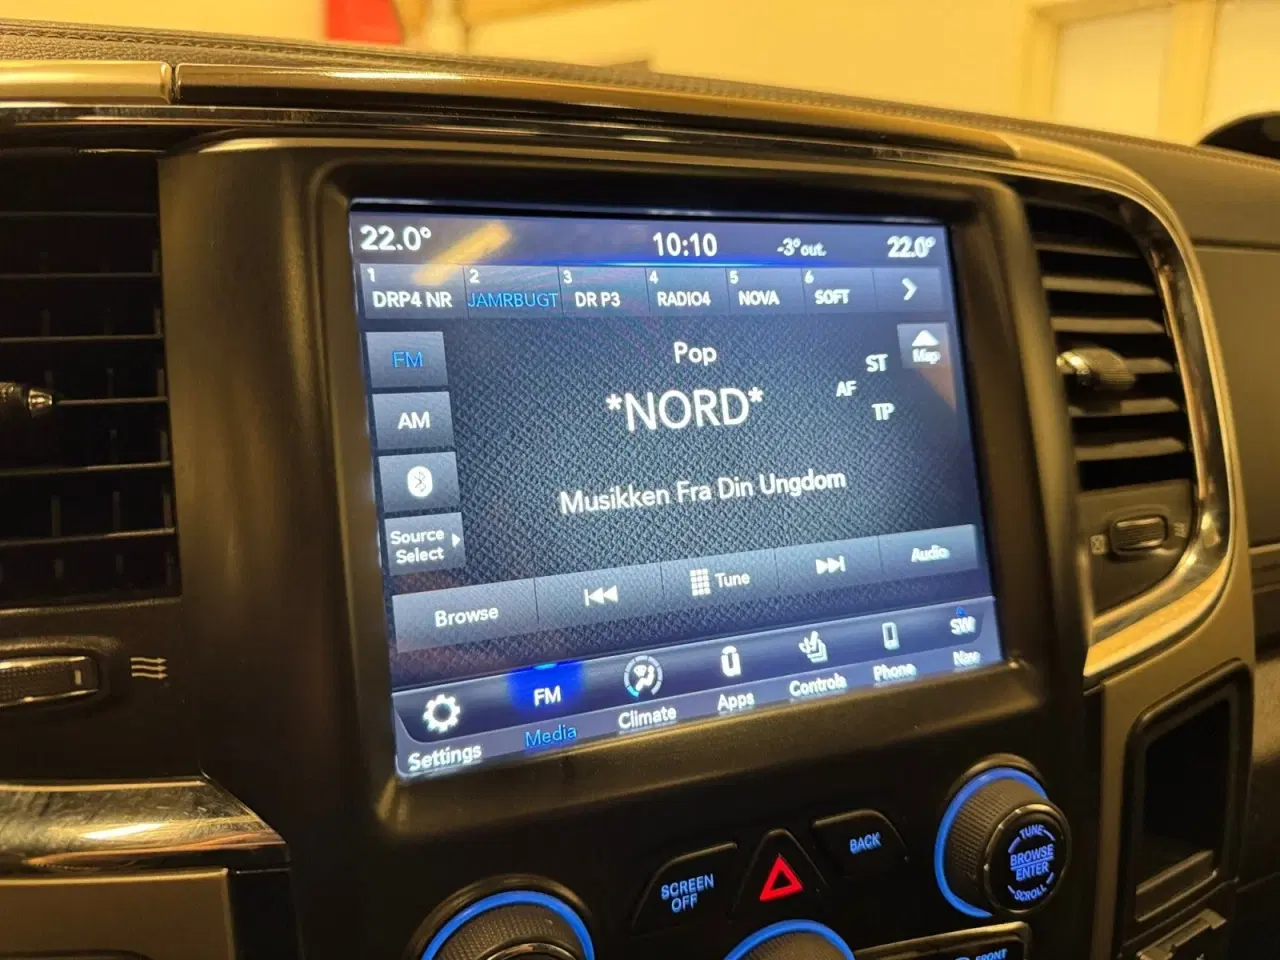 22.0° 10:10 -3° out. 22.0°
1 2 3 4 5 6
DRP4 NR JAMRBUGT DR P3 RADIO4 NOVA SOFT
FM
AM
Source
Select
Map
Pop
ST
AF
*NORD*
TP
Musikken Fra Din Ungdom
Browse Tune Audio
FM SW
Settings Media Climate Apps Controls Phone Nav
SCREEN
OFF
BACK
TUNE
BROWSE
ENTER
SCROLL
FRONT